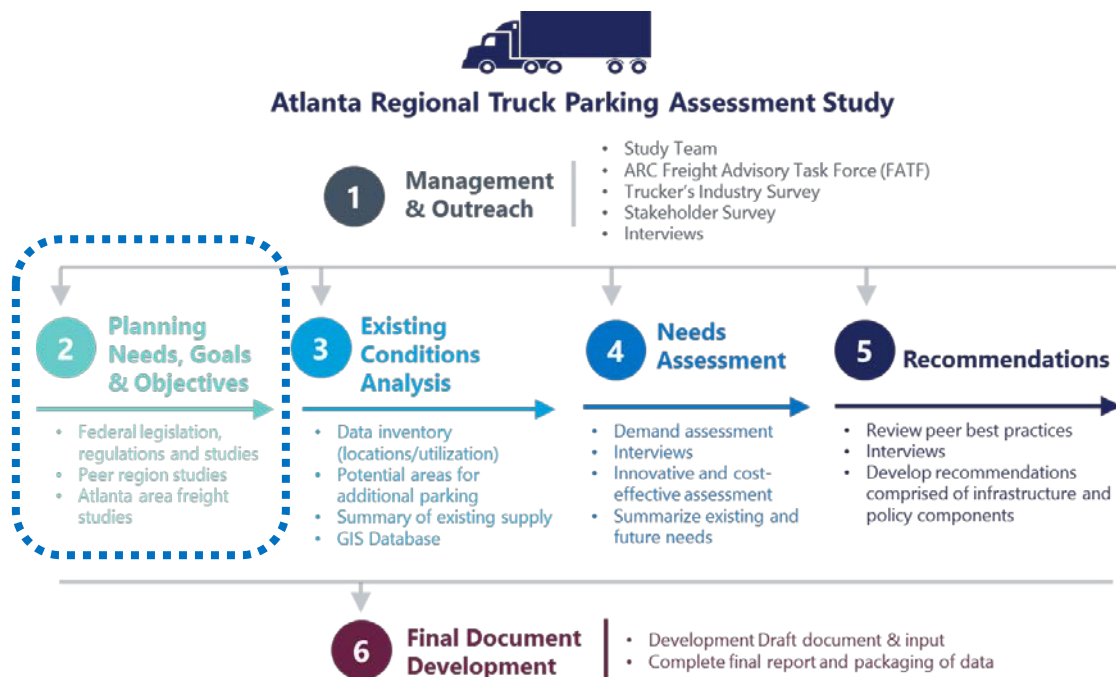 Atlanta Regional Truck Parking Assessment Study
1
Management
& Outreach
• Study Team
• ARC Freight Advisory Task Force (FATF)
• Trucker's Industry Survey
• Stakeholder Survey
• Interviews
2
Planning
Needs, Goals
& Objectives
• Federal legislation,
regulations and studies
• Peer region studies
• Atlanta area freight
studies
3
Existing
Conditions
Analysis
• Data inventory
(locations/utilization)
• Potential areas for
additional parking
• Summary of existing supply
• GIS Database
4
Needs
Assessment
• Demand assessment
• Interviews
• Innovative and cost-
effective assessment
• Summarize existing and
future needs
5
Recommendations
• Review peer best practices
• Interviews
• Develop recommendations
comprised of infrastructure and
policy components
6
Final Document
Development
• Development Draft document & input
• Complete final report and packaging of data